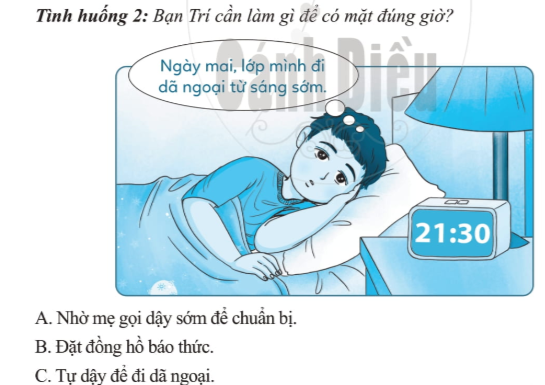 Tình huống 2: Bạn Trí cần làm gì để có mặt đúng giờ?
Cánh Diều
Ngày mai, lớp mình đi
dã ngoại từ sáng sớm.
21:30
A. Nhờ mẹ gọi dậy sớm để chuẩn bị.
B. Đặt đồng hồ báo thức.
C. Tự dậy để đi dã ngoại.